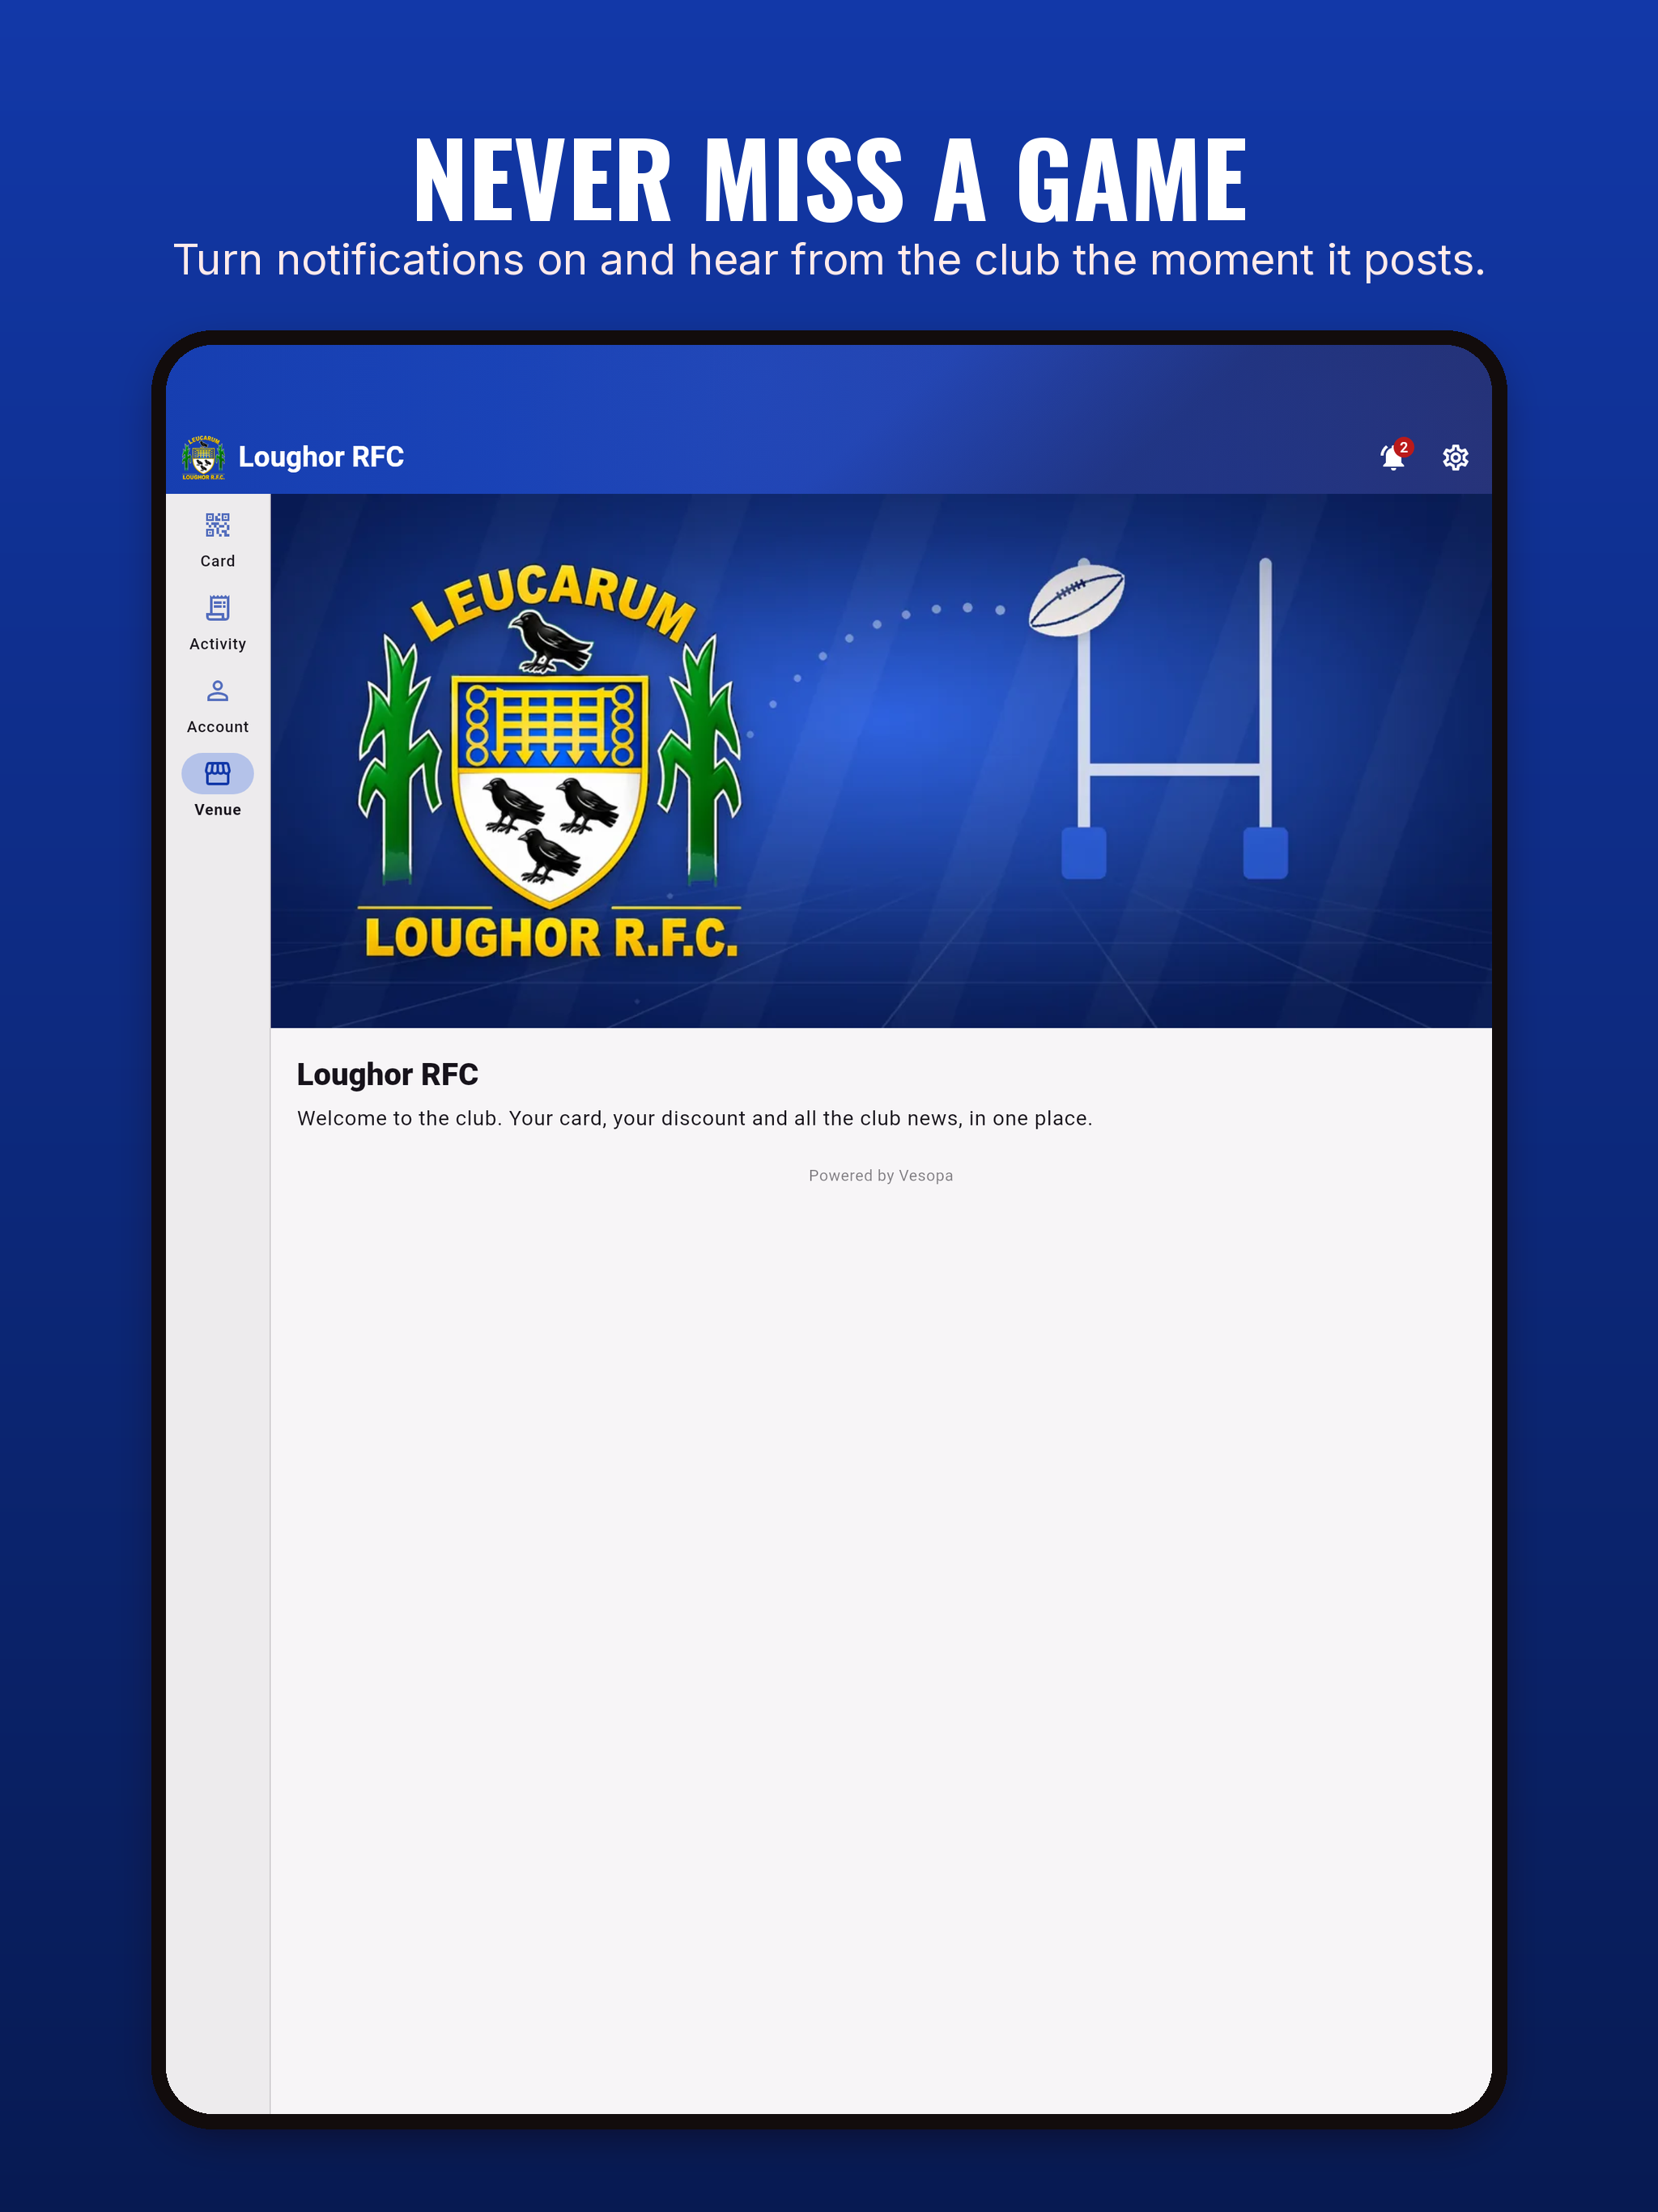 NEVER MISS A GAME
Turn notifications on and hear from the club the moment it posts.
LEUCARUM
LOUGHOR R.F.C.
Loughor RFC
2
Card
Activity
Account
Venue
LEUCARUM
LOUGHOR R.F.C.
Loughor RFC
Welcome to the club. Your card, your discount and all the club news, in one place.
Powered by Vesopa